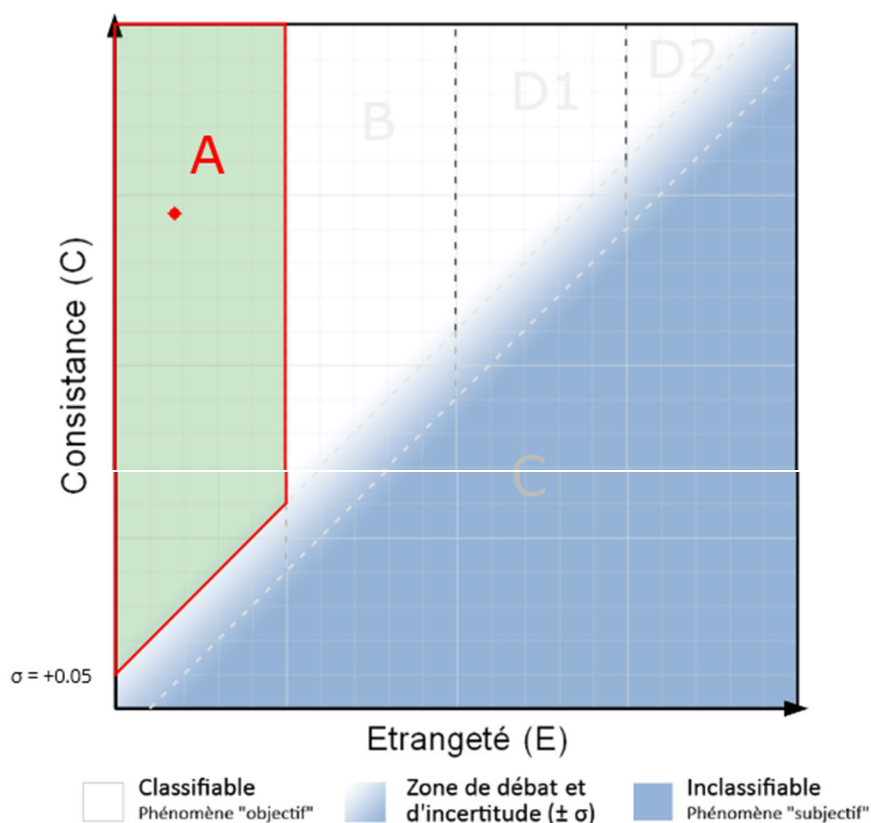 D2
D1
B
A
Consistance (C)
C
σ = +0.05
Etrangeté (E)
Classifiable
Phénomène "objectif"
Zone de débat et
d'incertitude (± σ)
Inclassifiable
Phénomène "subjectif"